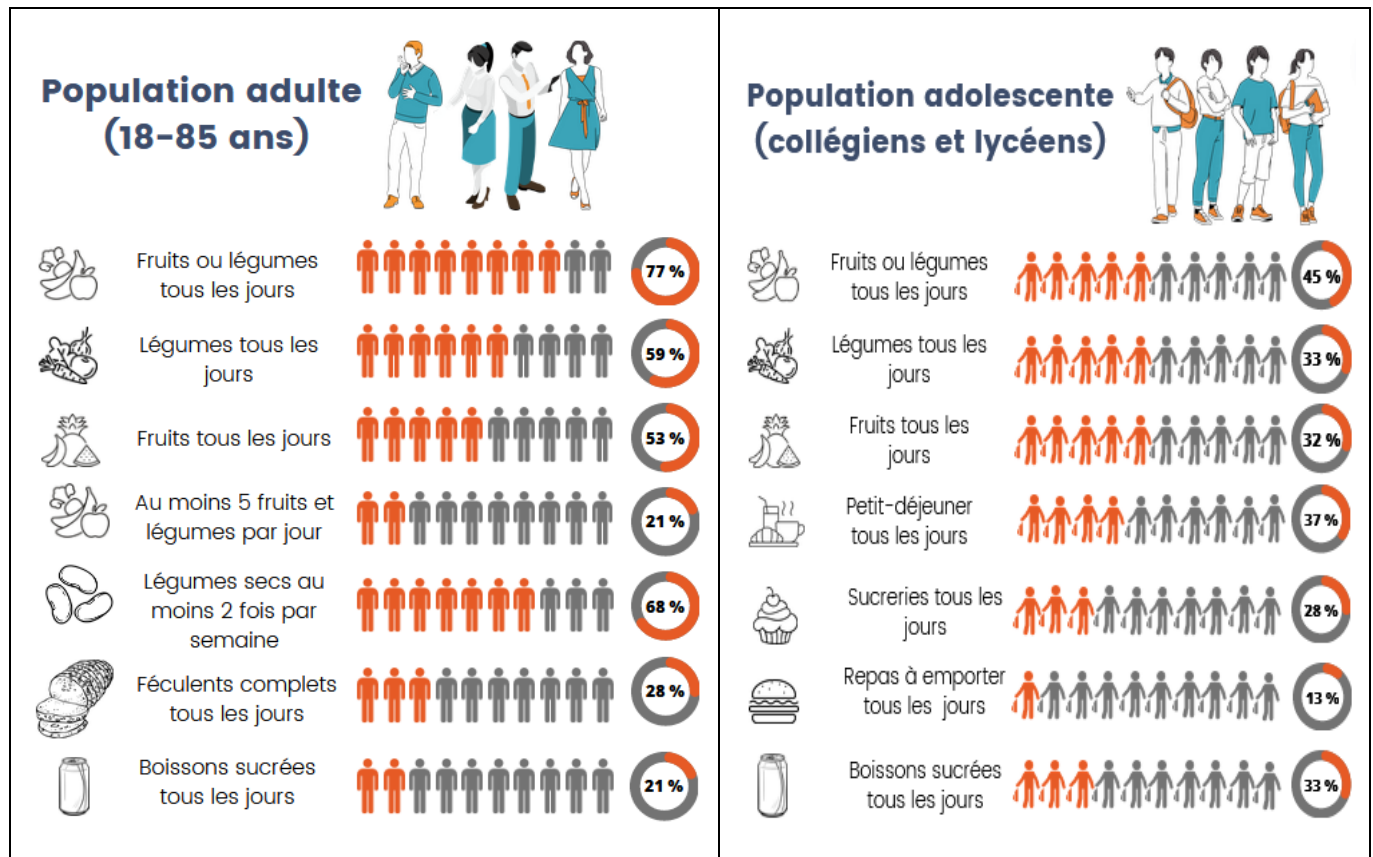 Population adulte
(18-85 ans)
Fruits ou légumes
tous les jours
77 %
Légumes tous les
jours
59 %
Fruits tous les jours
53 %
Au moins 5 fruits et
légumes par jour
21 %
Légumes secs au
moins 2 fois par
semaine
68 %
Féculents complets
tous les jours
28 %
Boissons sucrées
tous les jours
21 %
Population adolescente
(collégiens et lycéens)
Fruits ou légumes
tous les jours
45 %
Légumes tous les
jours
33 %
Fruits tous les
jours
32 %
Petit-déjeuner
tous les jours
37 %
Sucreries tous les
jours
28 %
Repas à emporter
tous les jours
13 %
Boissons sucrées
tous les jours
33 %